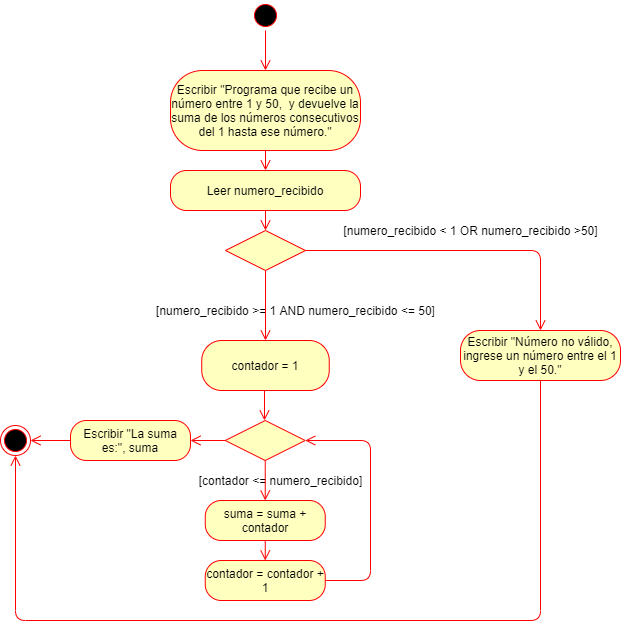 Escribir "Programa que recibe un
número entre 1 y 50,  y devuelve la
suma de los números consecutivos
del 1 hasta ese número."
Leer numero_recibido
[numero_recibido < 1 OR numero_recibido >50]
[numero_recibido >= 1 AND numero_recibido <= 50]
Escribir "Número no válido,
ingrese un número entre el 1
y el 50."
contador = 1
Escribir "La suma
es:", suma
[contador <= numero_recibido]
suma = suma +
contador
contador = contador +
1